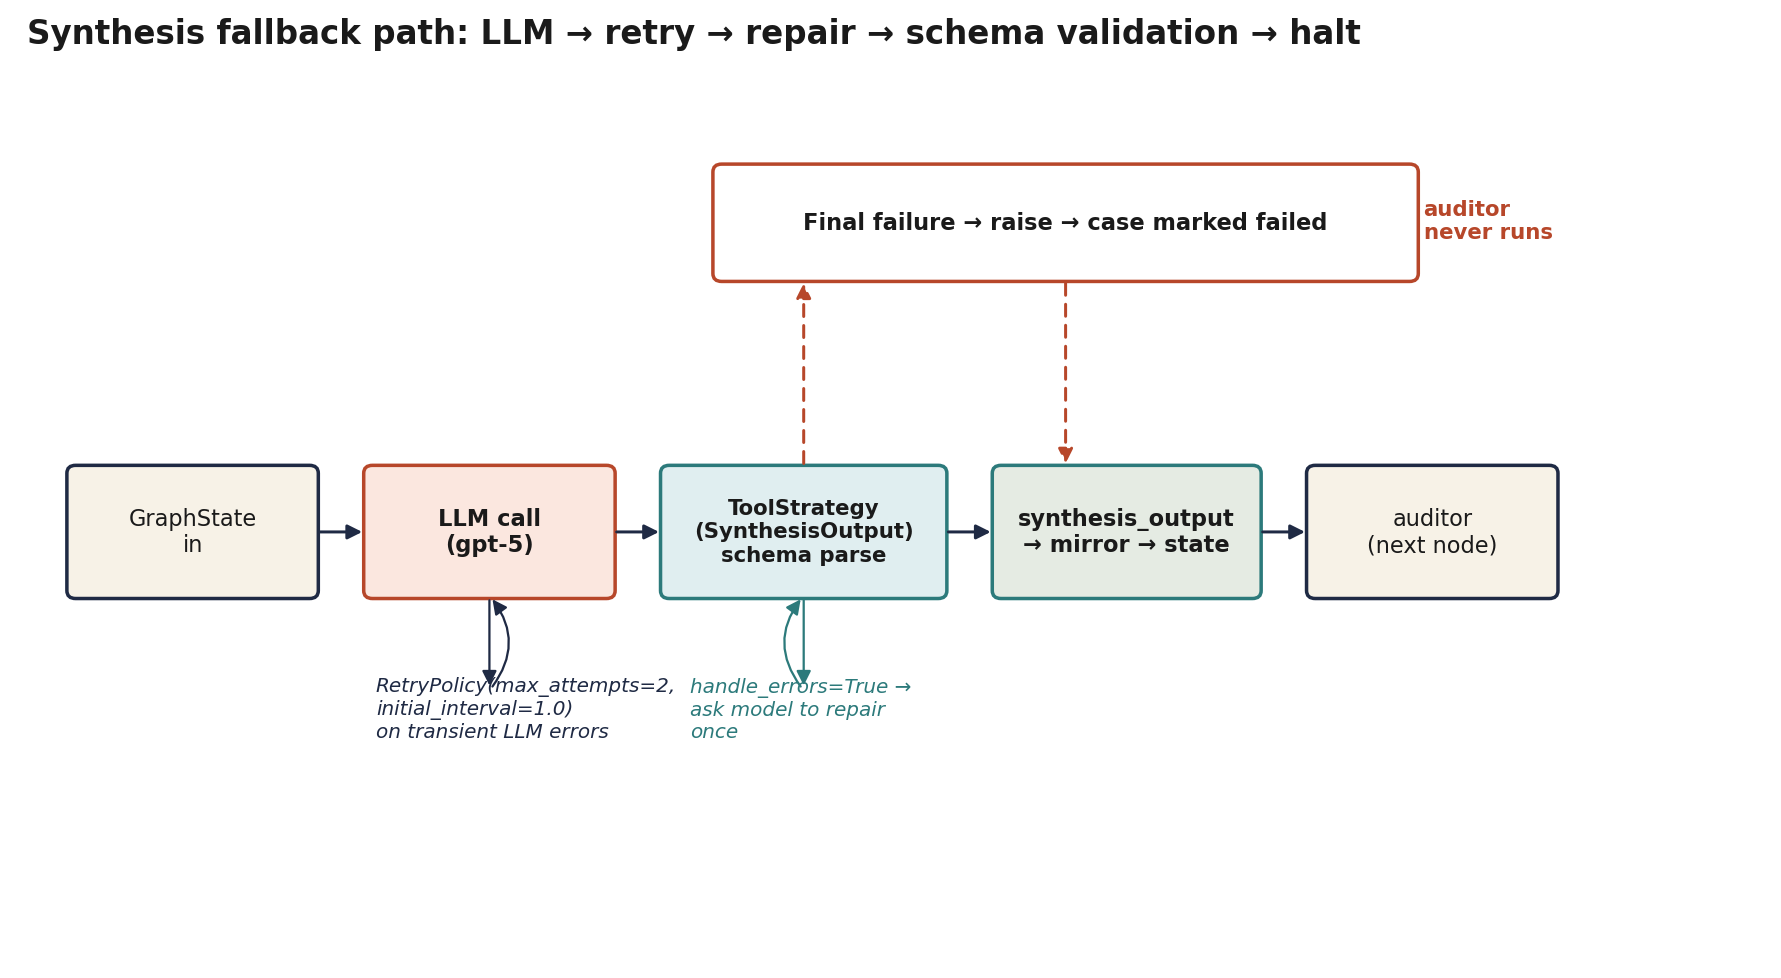 Synthesis fallback path: LLM → retry → repair → schema validation → halt
Final failure → raise → case marked failed
auditor
never runs
GraphState
in
LLM call
(gpt-5)
ToolStrategy
(SynthesisOutput)
schema parse
synthesis_output
→ mirror → state
auditor
(next node)
RetryPolicy(max_attempts=2,
initial_interval=1.0)
on transient LLM errors
handle_errors=True →
ask model to repair
once